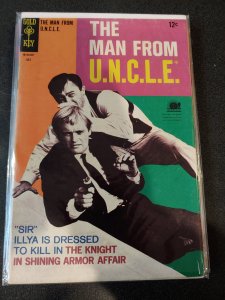 GOLD
KEY
THE MAN FROM
U.N.C.L.E.
THE
MAN FROM
U.N.C.L.E.
12¢
"SIR"
ILLYA IS DRESSED
TO KILL IN THE KNIGHT
IN SHINING ARMOR AFFAIR